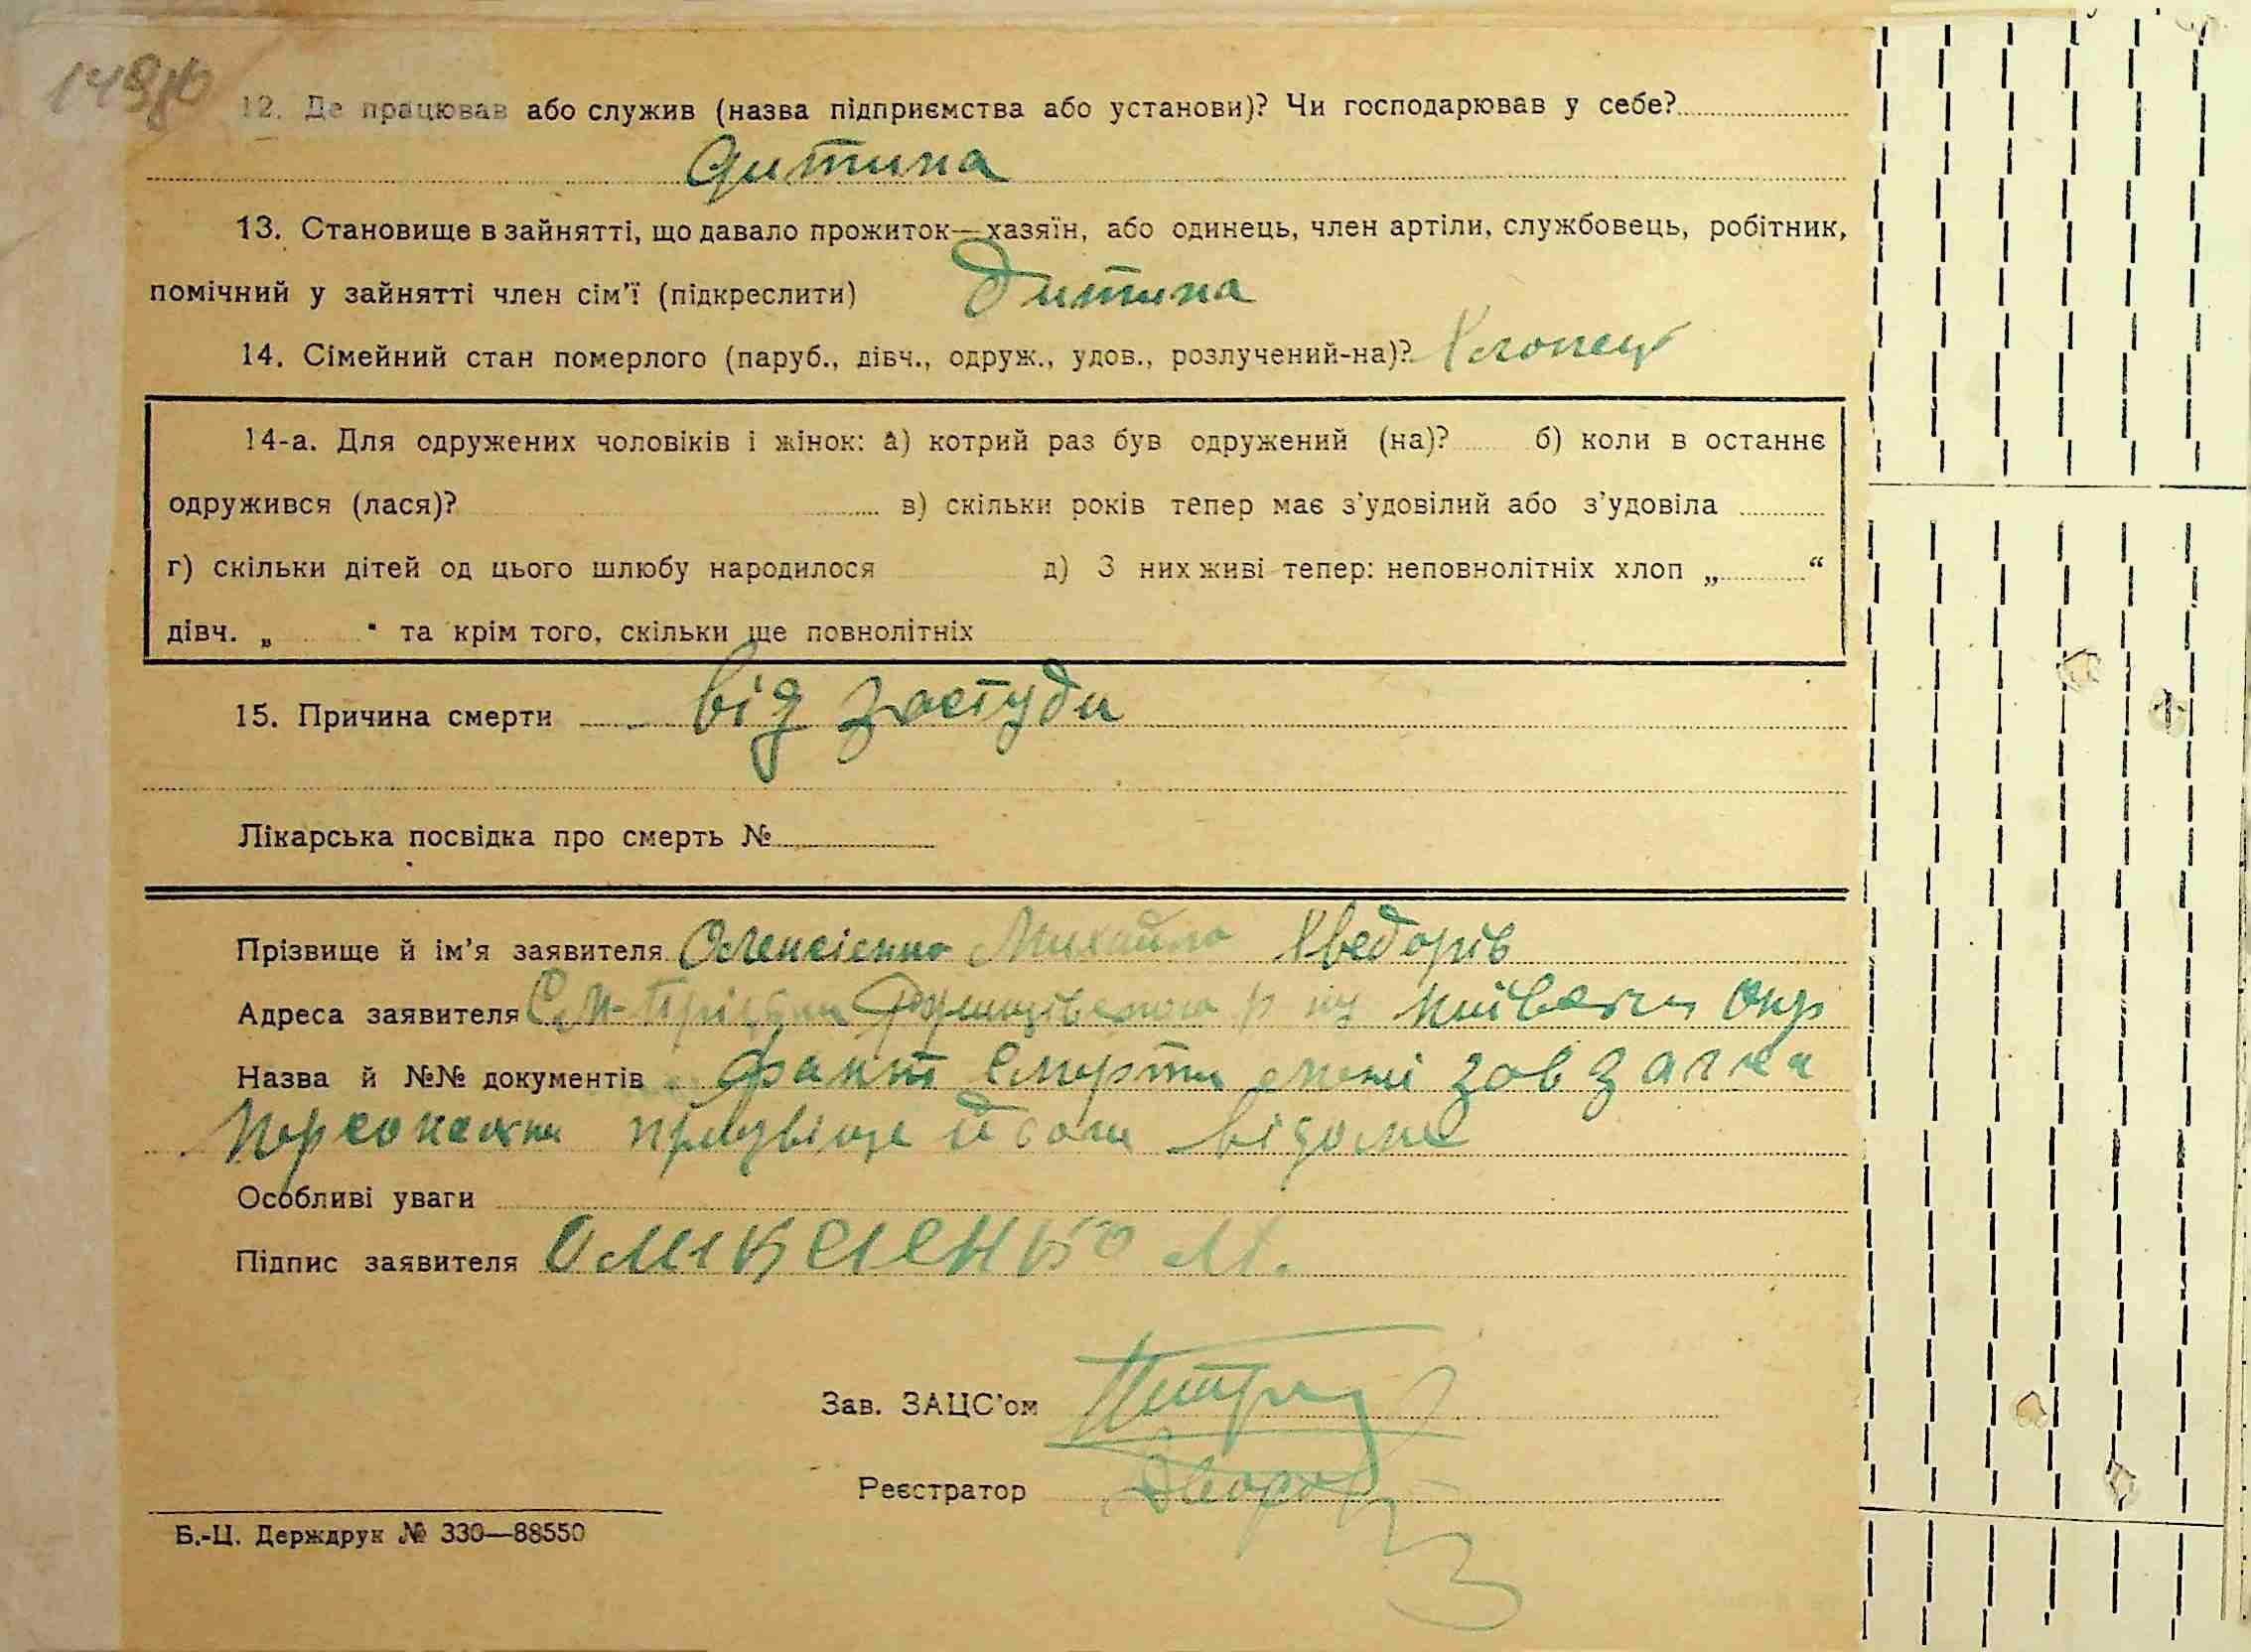 149зв
12. Де працював або служив (назва підприємства або установи)? Чи господарював у себе?
дитина
13. Становище в зайнятті, що давало прожиток—хазяїн, або одинець, член артіли, службовець, робітник,
помічний у зайнятті член сім'ї (підкреслити) дитина
14. Сімейний стан померлого (паруб., дівч., одруж., удов., розлучений-на)? Хлопець
14-а. Для одружених чоловіків і жінок: а) котрий раз був одружений (на)? б) коли в останнє
одружився (лася)? в) скільки років тепер має з'удовілий або з'удовіла
г) скільки дітей од цього шлюбу народилося д) З них живі тепер: неповнолітніх хлоп „ “
дівч. „ “ та крім того, скільки ще повнолітніх
15. Причина смерти від застуди
Лікарська посвідка про смерть №
Прізвище й ім'я заявителя Олексієнко Михайло Хведорів
Адреса заявителя
Назва й №№ документів факт смерти
відоме
Особливі уваги
Підпис заявителя М.
Зав. ЗАЦС'ом
Реєстратор
Б.-Ц. Держдрук № 330—88550